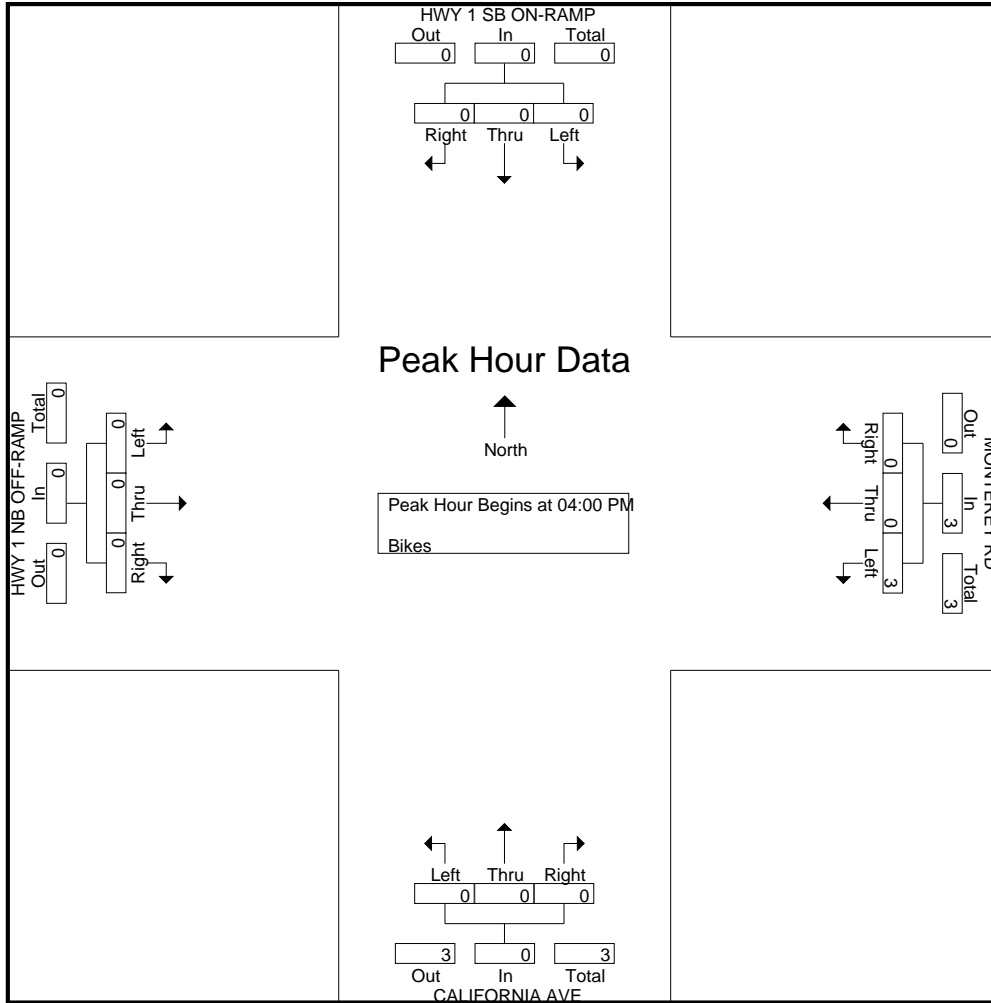 HWY 1 SB ON-RAMP
Out In Total
0 0 0
0 0 0
Right Thru Left
Peak Hour Data
North
Peak Hour Begins at 04:00 PM
Bikes
HWY 1 NB OFF-RAMP
Out In Total
0 0 0
0 0 0
Left Thru Right
MONTEREY RD
Out In Total
0 3 3
0 0 3
Right Thru Left
Left Thru Right
0 0 0
3 0 3
Out In Total
CALIFORNIA AVE